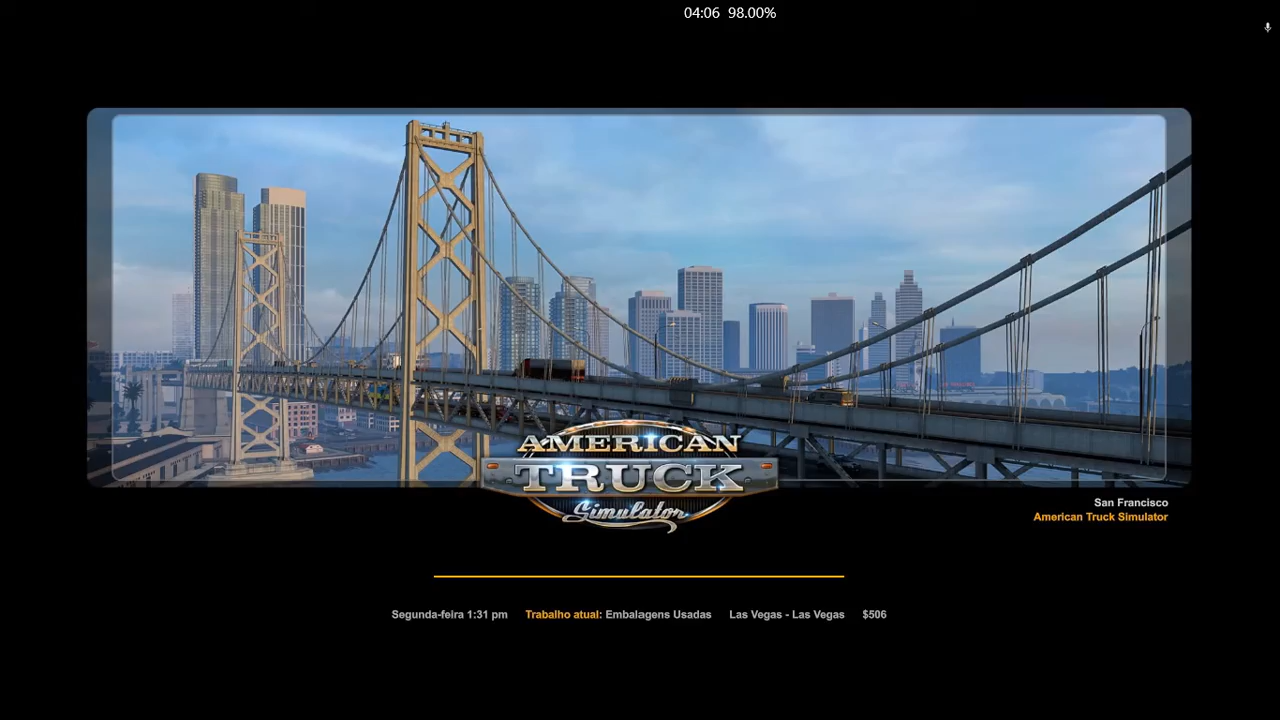 04:06 98.00%
AMERICAN
TRUCK
Simulator
San Francisco
American Truck Simulator
Segunda-feira 1:31 pm Trabalho atual: Embalagens Usadas Las Vegas - Las Vegas $506